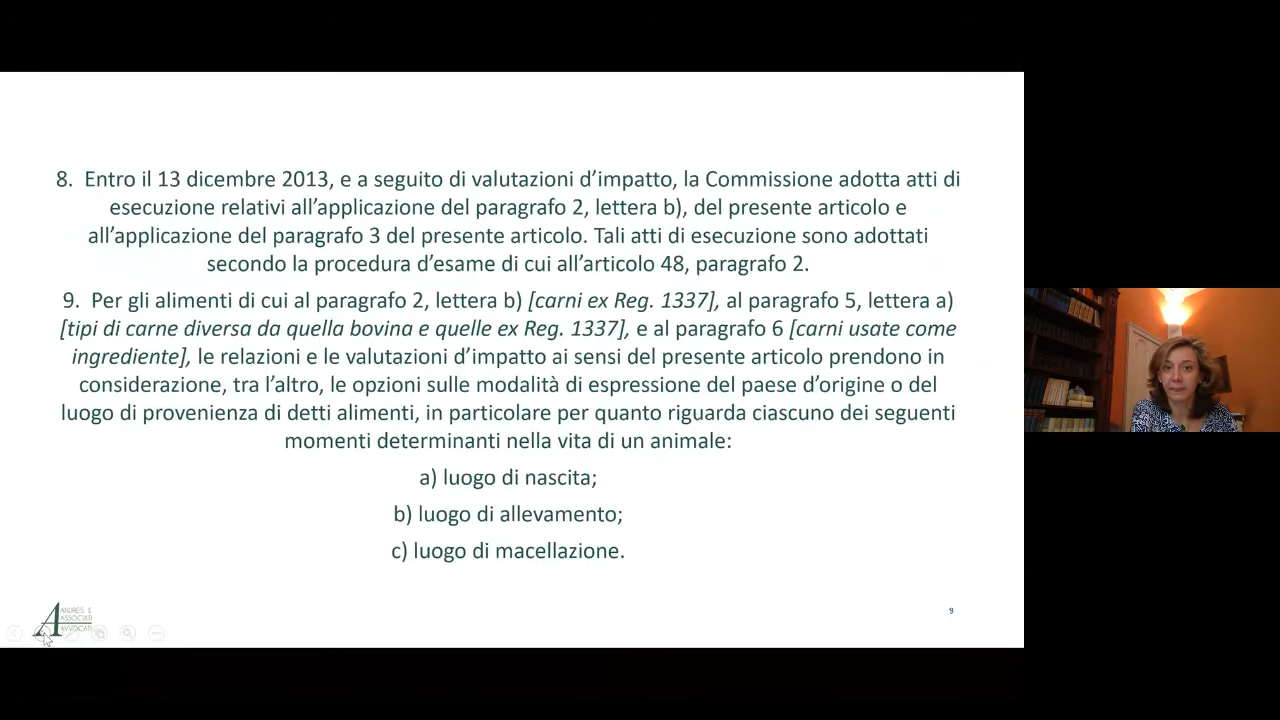 8. Entro il 13 dicembre 2013, e a seguito di valutazioni d’impatto, la Commissione adotta atti di
esecuzione relativi all’applicazione del paragrafo 2, lettera b), del presente articolo e
all’applicazione del paragrafo 3 del presente articolo. Tali atti di esecuzione sono adottati
secondo la procedura d’esame di cui all’articolo 48, paragrafo 2.
9. Per gli alimenti di cui al paragrafo 2, lettera b) [carni ex Reg. 1337], al paragrafo 5, lettera a)
[tipi di carne diversa da quella bovina e quelle ex Reg. 1337], e al paragrafo 6 [carni usate come
ingrediente], le relazioni e le valutazioni d’impatto ai sensi del presente articolo prendono in
considerazione, tra l’altro, le opzioni sulle modalità di espressione del paese d’origine o del
luogo di provenienza di detti alimenti, in particolare per quanto riguarda ciascuno dei seguenti
momenti determinanti nella vita di un animale:
a) luogo di nascita;
b) luogo di allevamento;
c) luogo di macellazione.
ANDREIS E
ASSOCIATI
AVVOCATI
9